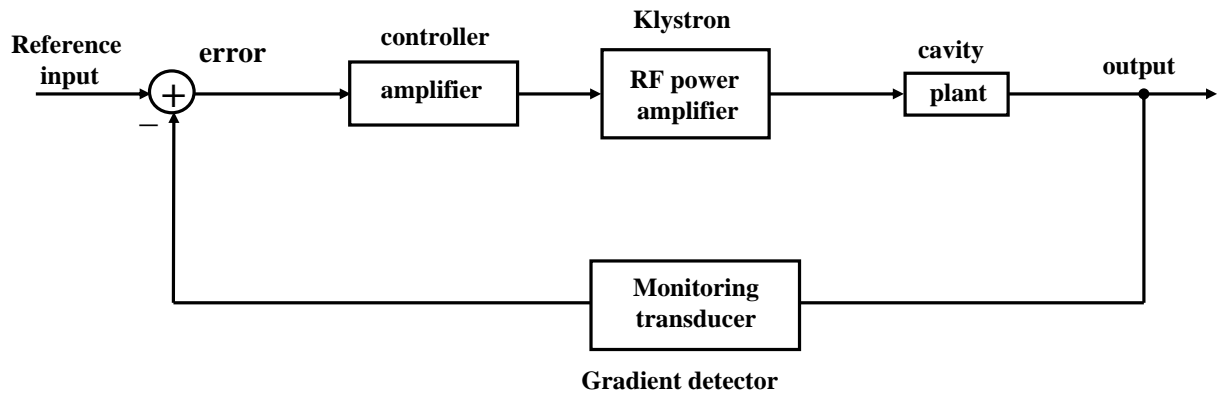 Reference
input
error
controller
amplifier
Klystron
RF power
amplifier
cavity
plant
output
+
−
Monitoring
transducer
Gradient detector